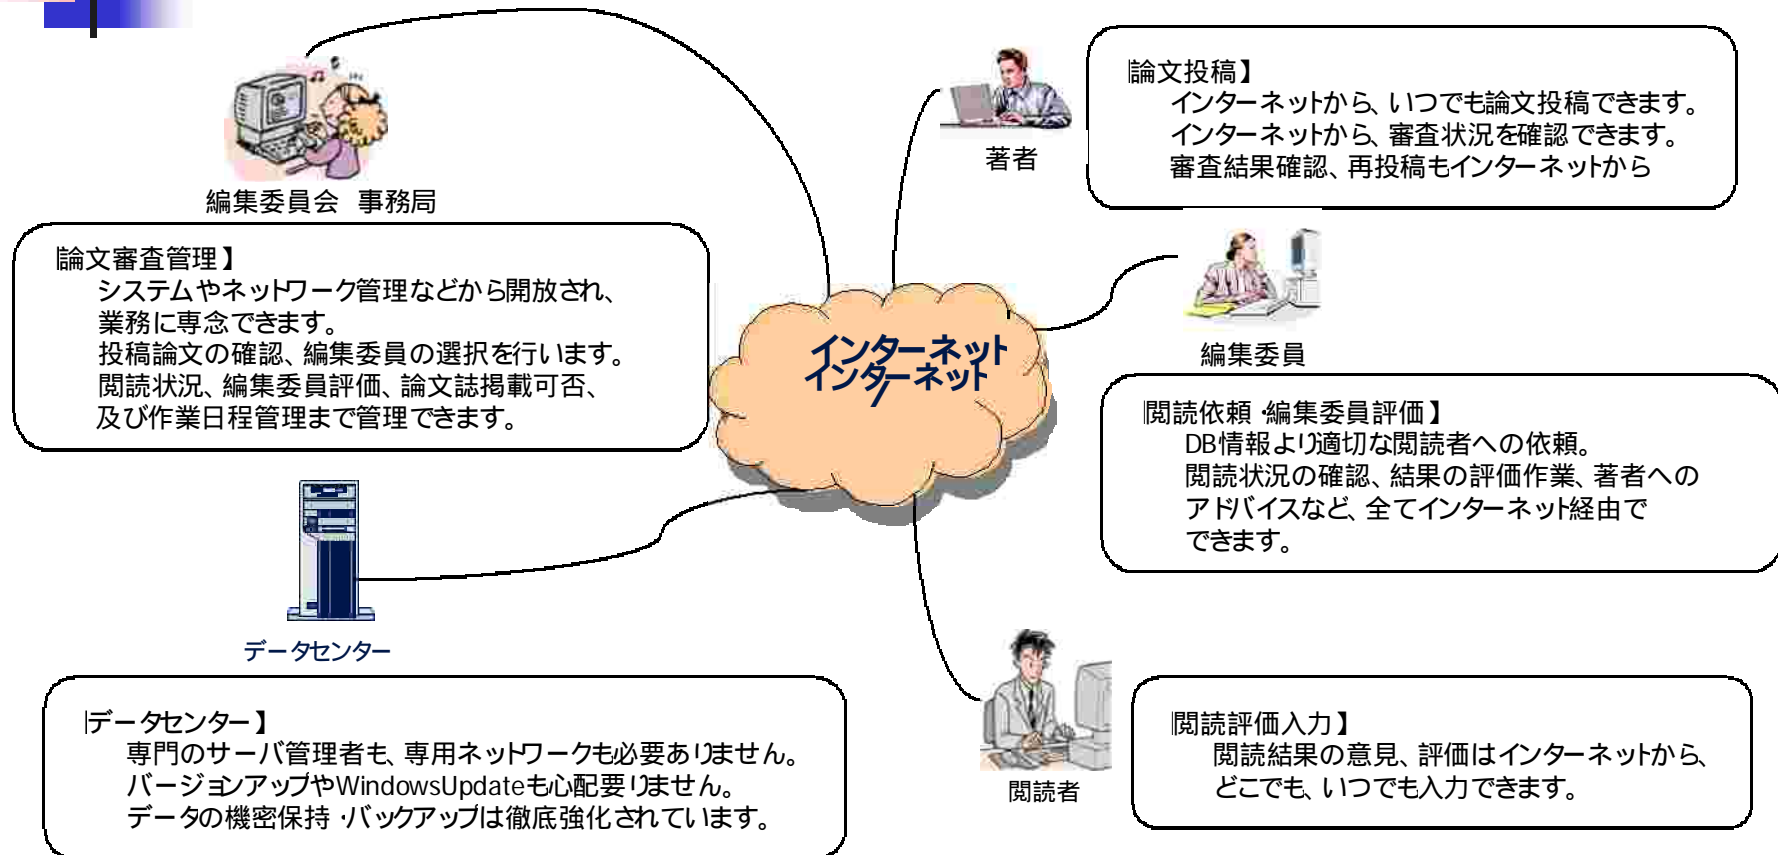 編集委員会 事務局
論文審査管理】
システムやネットワーク管理などから開放され、
業務に専念できます。
投稿論文の確認、編集委員の選択を行います。
閲読状況、編集委員評価、論文誌掲載可否、
及び作業日程管理まで管理できます。
著者
論文投稿】
インターネットから、いつでも論文投稿できます。
インターネットから、審査状況を確認できます。
審査結果確認、再投稿もインターネットから
編集委員
閲読依頼・編集委員評価】
DB情報より適切な閲読者への依頼。
閲読状況の確認、結果の評価作業、著者への
アドバイスなど、全てインターネット経由で
できます。
インターネット
インターネット
データセンター
データセンター】
専門のサーバ管理者も、専用ネットワークも必要ありません。
バージョンアップやWindowsUpdateも心配要りません。
データの機密保持・バックアップは徹底強化されています。
閲読者
閲読評価入力】
閲読結果の意見、評価はインターネットから、
どこでも、いつでも入力できます。